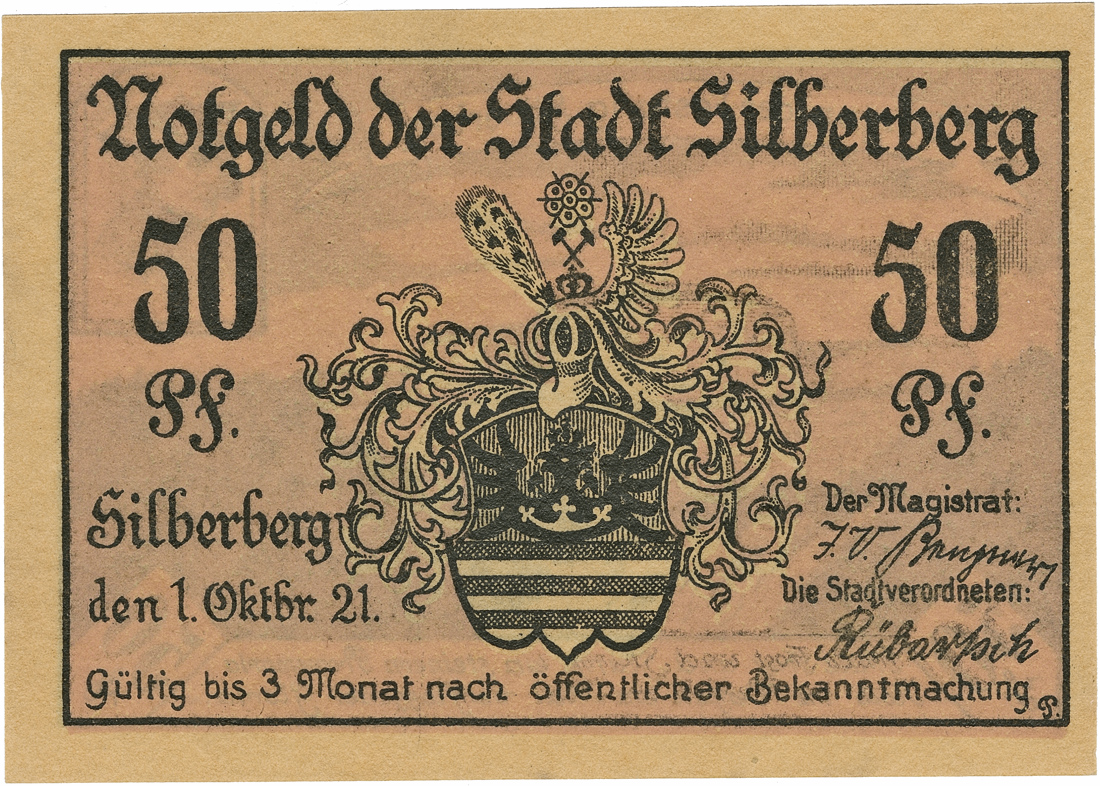 Notgeld der Stadt Silberberg
50 50
Pf. Pf.
Silberberg
den 1. Oktbr. 21.
Der Magistrat:
J. V.
Die Stadtverordneten:
Rübartsch
Gültig bis 3 Monat nach öffentlicher Bekanntmachung